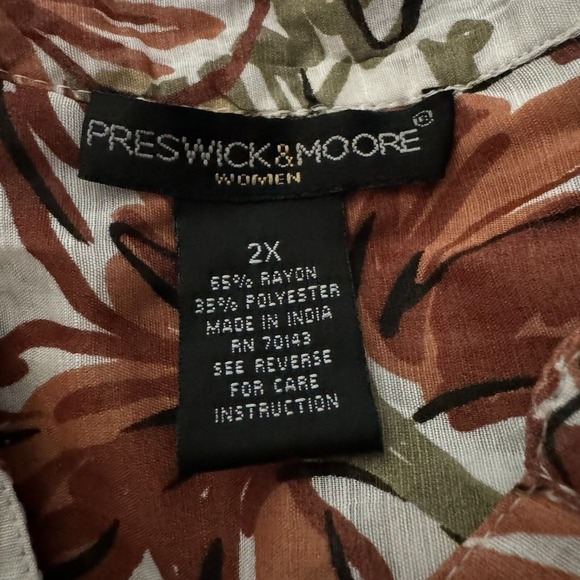 PRESWICK&MOORE®
WOMEN
2X
65% RAYON
35% POLYESTER
MADE IN INDIA
RN 70143
SEE REVERSE
FOR CARE
INSTRUCTION